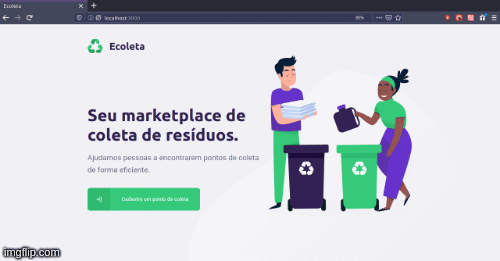 Ecoleta
localhost:3000
80%
Ecoleta
Seu marketplace de
coleta de resíduos.
Ajudamos pessoas a encontrarem pontos de coleta
de forma eficiente.
Cadastre um ponto de coleta
imgflip.com